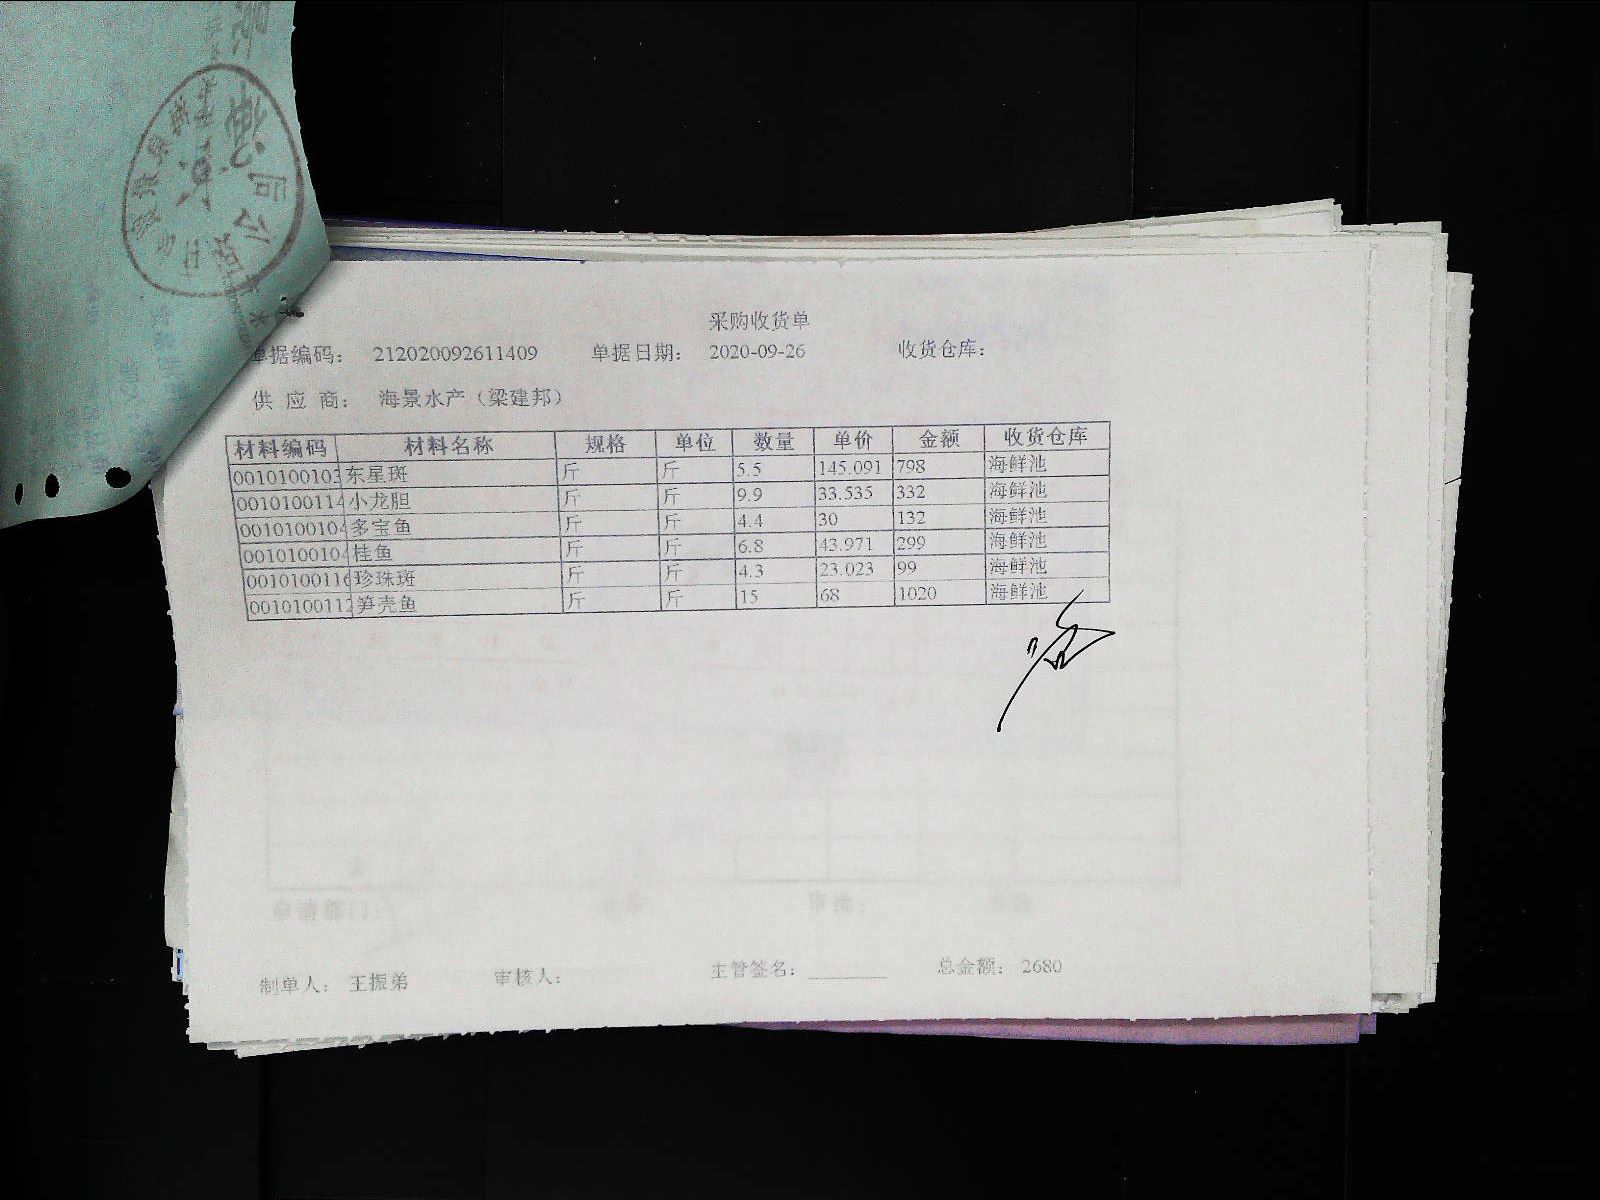 采购收货单
单据编码： 212020092611409 单据日期： 2020-09-26 收货仓库：
供 应 商： 海景水产（梁建邦）
材料编码 材料名称 规格 单位 数量 单价 金额 收货仓库
0010100103 东星斑 斤 斤 5.5 145.091 798 海鲜池
0010100114 小龙胆 斤 斤 9.9 33.535 332 海鲜池
001010010 多宝鱼 斤 斤 4.4 30 132 海鲜池
001010010 桂鱼 斤 斤 6.8 43.971 299 海鲜池
001010011 珍珠斑 斤 斤 4.3 23.023 99 海鲜池
001010011 笋壳鱼 斤 斤 15 68 1020 海鲜池
制单人： 王振弟 审核人： 主管签名： 总金额： 2680